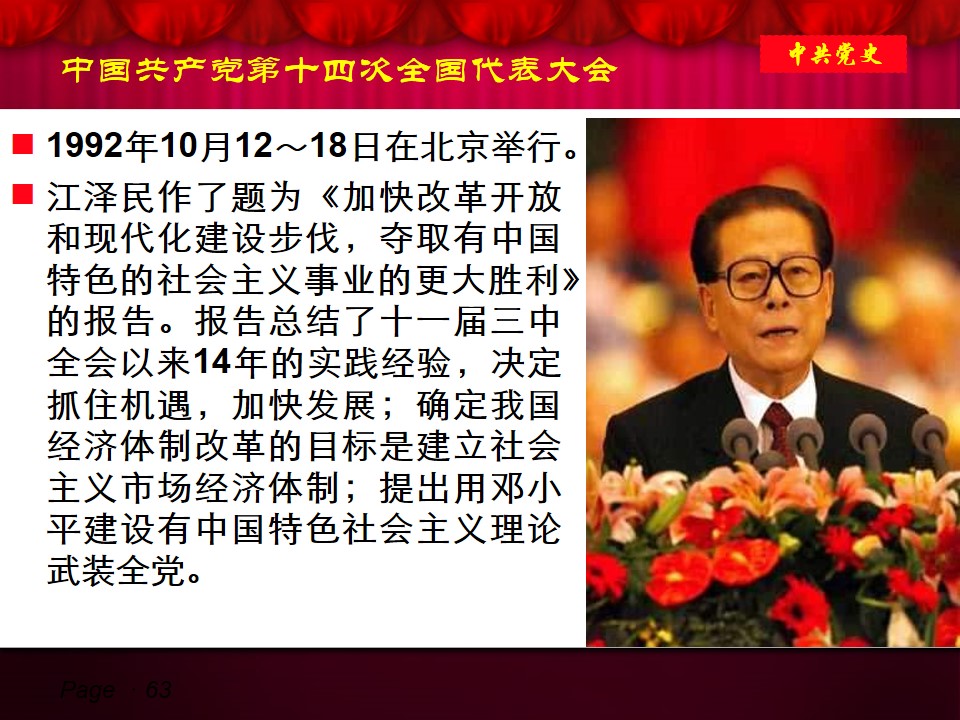 中国共产党第十四次全国代表大会
中共党史
1992年10月12～18日在北京举行。
江泽民作了题为《加快改革开放
和现代化建设步伐，夺取有中国
特色的社会主义事业的更大胜利》
的报告。报告总结了十一届三中
全会以来14年的实践经验，决定
抓住机遇，加快发展；确定我国
经济体制改革的目标是建立社会
主义市场经济体制；提出用邓小
平建设有中国特色社会主义理论
武装全党。
Page 63